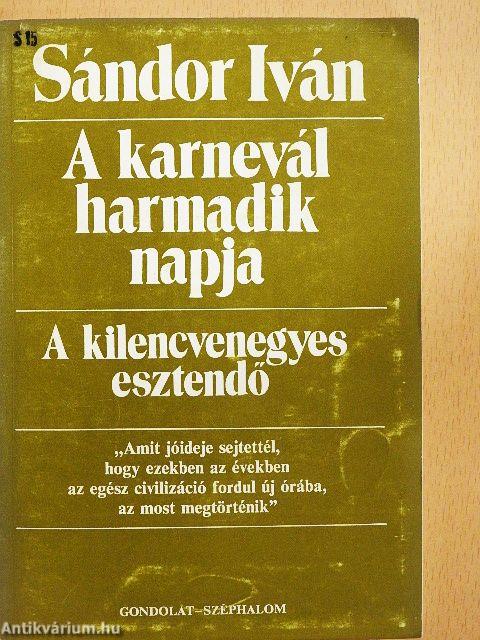 S 15
Sándor Iván
A karnevál
harmadik
napja
A kilencvenegyes
esztendő
„Amit jóideje sejtettél,
hogy ezekben az években
az egész civilizáció fordul új órába,
az most megtörténik”
GONDOLAT–SZÉPHALOM
Antikvárium.hu